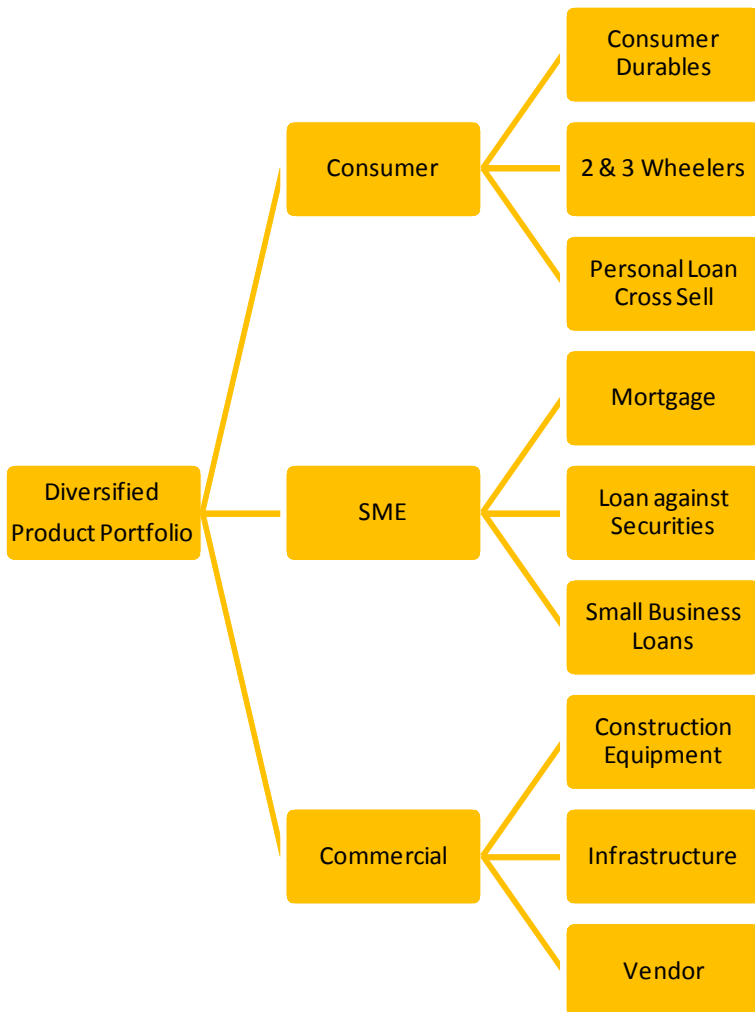 Diversified
Product Portfolio
Consumer
Consumer
Durables
2 & 3 Wheelers
Personal Loan
Cross Sell
SME
Mortgage
Loan against
Securities
Small Business
Loans
Commercial
Construction
Equipment
Infrastructure
Vendor